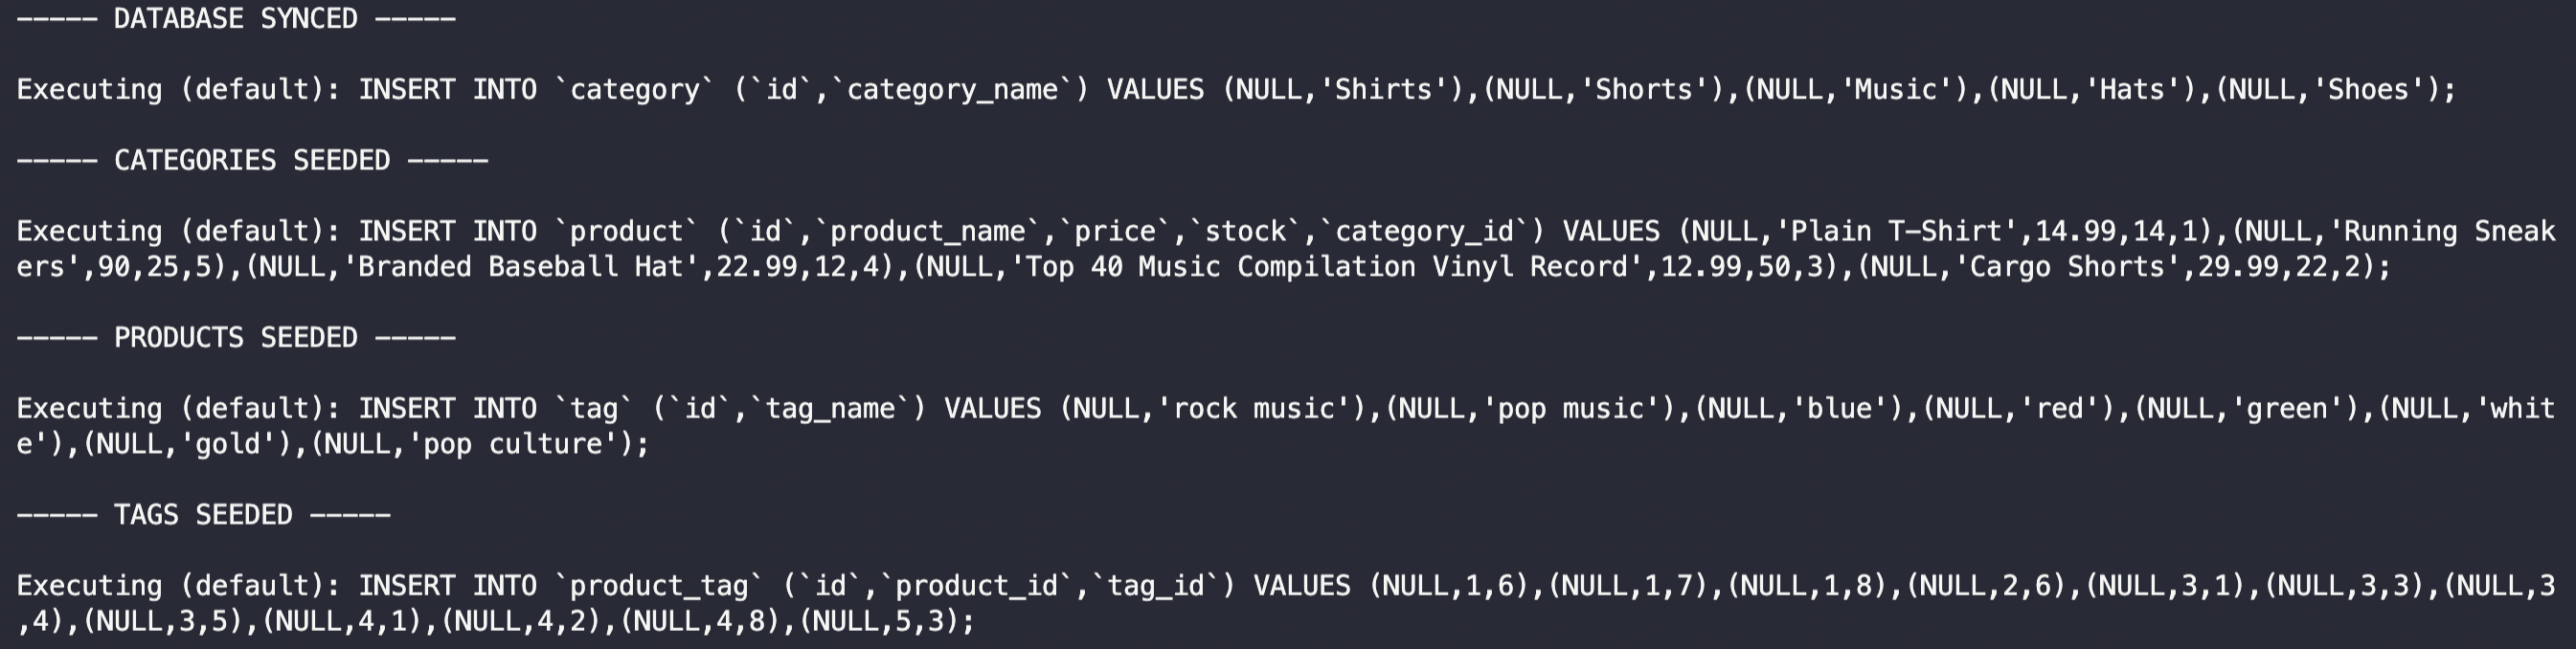 ----- DATABASE SYNCED -----
Executing (default): INSERT INTO `category` (`id`,`category_name`) VALUES (NULL,'Shirts'),(NULL,'Shorts'),(NULL,'Music'),(NULL,'Hats'),(NULL,'Shoes');
----- CATEGORIES SEEDED -----
Executing (default): INSERT INTO `product` (`id`,`product_name`,`price`,`stock`,`category_id`) VALUES (NULL,'Plain T-Shirt',14.99,14,1),(NULL,'Running Sneak
ers',90,25,5),(NULL,'Branded Baseball Hat',22.99,12,4),(NULL,'Top 40 Music Compilation Vinyl Record',12.99,50,3),(NULL,'Cargo Shorts',29.99,22,2);
----- PRODUCTS SEEDED -----
Executing (default): INSERT INTO `tag` (`id`,`tag_name`) VALUES (NULL,'rock music'),(NULL,'pop music'),(NULL,'blue'),(NULL,'red'),(NULL,'green'),(NULL,'whit
e'),(NULL,'gold'),(NULL,'pop culture');
----- TAGS SEEDED -----
Executing (default): INSERT INTO `product_tag` (`id`,`product_id`,`tag_id`) VALUES (NULL,1,6),(NULL,1,7),(NULL,1,8),(NULL,2,6),(NULL,3,1),(NULL,3,3),(NULL,3
,4),(NULL,3,5),(NULL,4,1),(NULL,4,2),(NULL,4,8),(NULL,5,3);